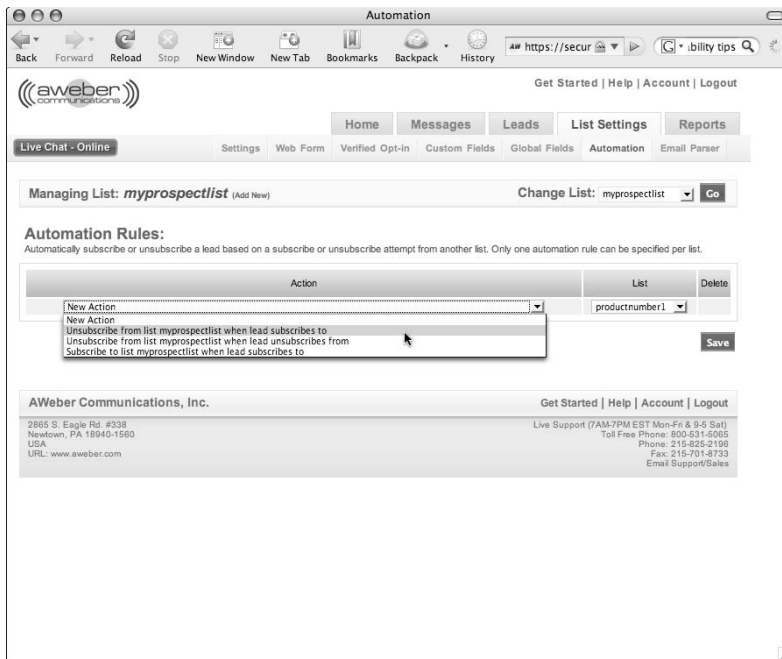 Automation
Back Forward Reload Stop New Window New Tab Bookmarks Backpack History AW https://secur G bility tips
Get Started | Help | Account | Logout
((aweber))
communications
Home Messages Leads List Settings Reports
Live Chat - Online Settings Web Form Verified Opt-in Custom Fields Global Fields Automation Email Parser
Managing List: myprospectlist (Add New) Change List: myprospectlist Go
Automation Rules:
Automatically subscribe or unsubscribe a lead based on a subscribe or unsubscribe attempt from another list. Only one automation rule can be specified per list.
Action List Delete
New Action productnumber1
New Action
Unsubscribe from list myprospectlist when lead subscribes to
Unsubscribe from list myprospectlist when lead unsubscribes from
Subscribe to list myprospectlist when lead subscribes to
Save
AWeber Communications, Inc. Get Started | Help | Account | Logout
2865 S. Eagle Rd. #338 Live Support (7AM-7PM EST Mon-Fri & 9-5 Sat)
Newtown, PA 18940-1560 Toll Free Phone: 800-531-5065
USA Phone: 215-825-2196
URL: www.aweber.com Fax: 215-701-8733
Email Support/Sales